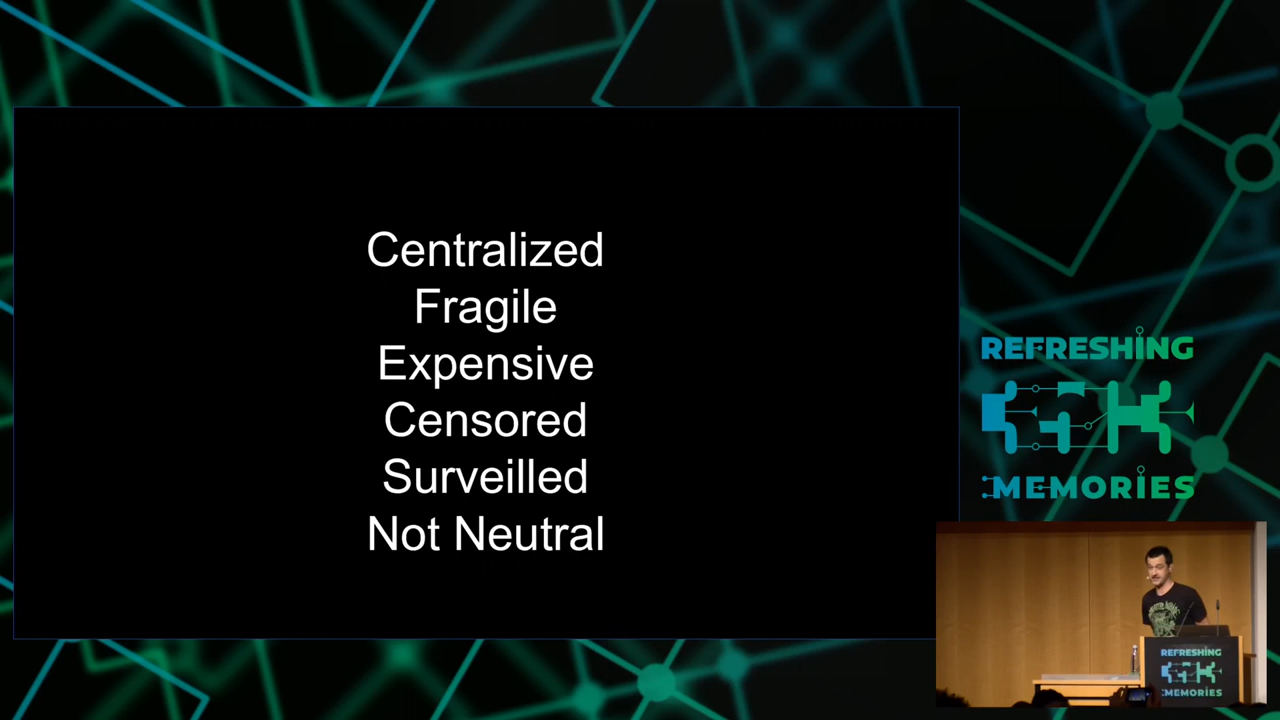 Centralized
Fragile
Expensive
Censored
Surveilled
Not Neutral
REFRESHING
MEMORIES
REFRESHING
MEMORIES